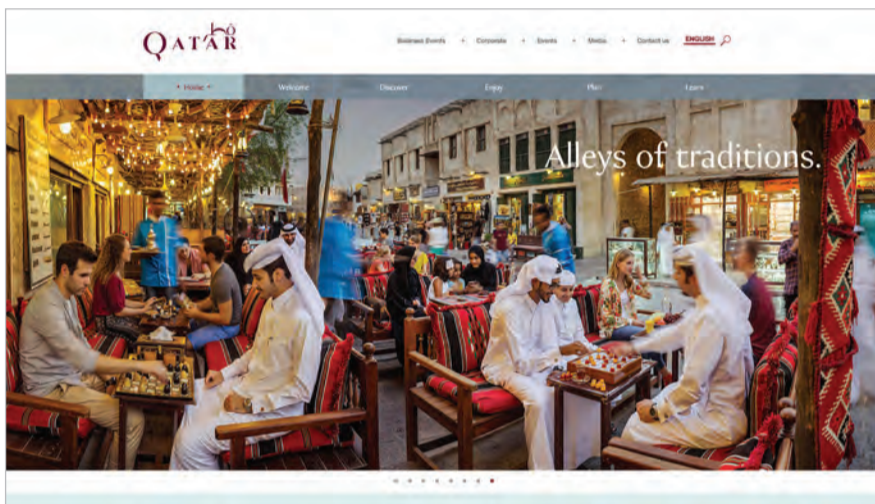 QATAR
Business Events + Corporate + Events + Media + Contact us ENGLISH
Home
Welcome
Discover
Enjoy
Plan
Learn
Alleys of traditions.